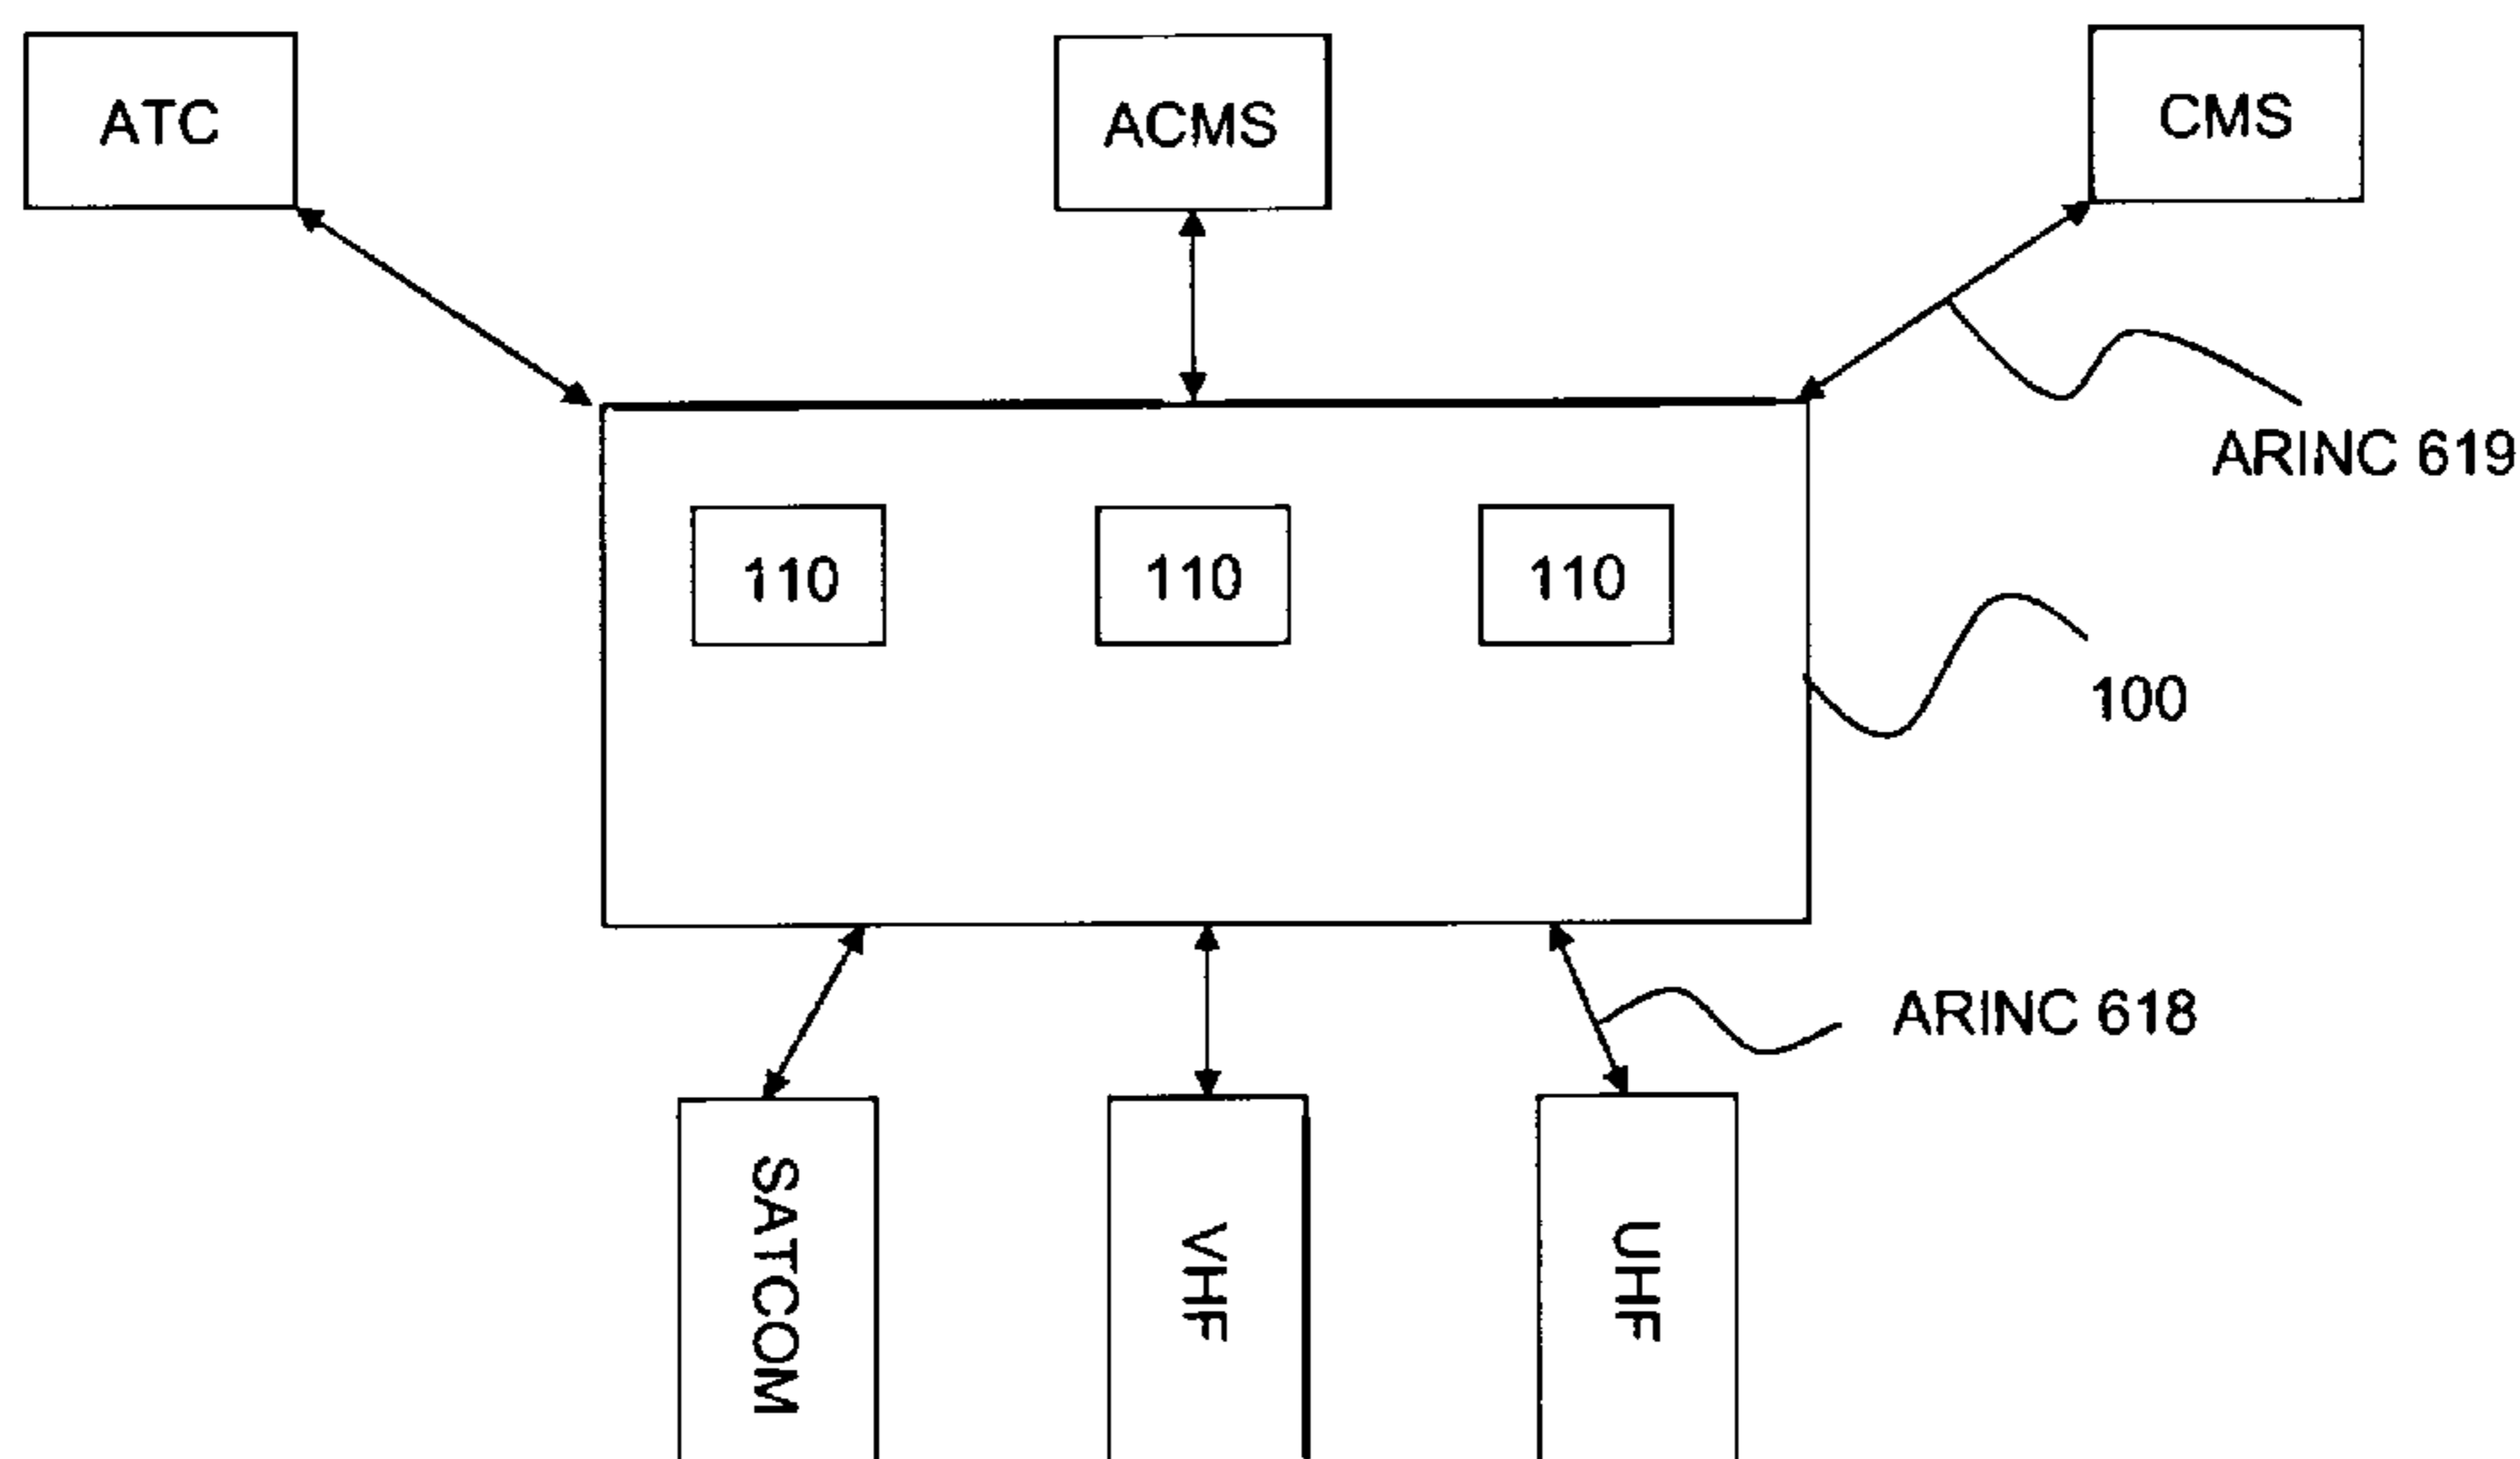 ATC
ACMS
CMS
ARINC 619
110
110
110
100
ARINC 618
SATCOM
VHF
UHF